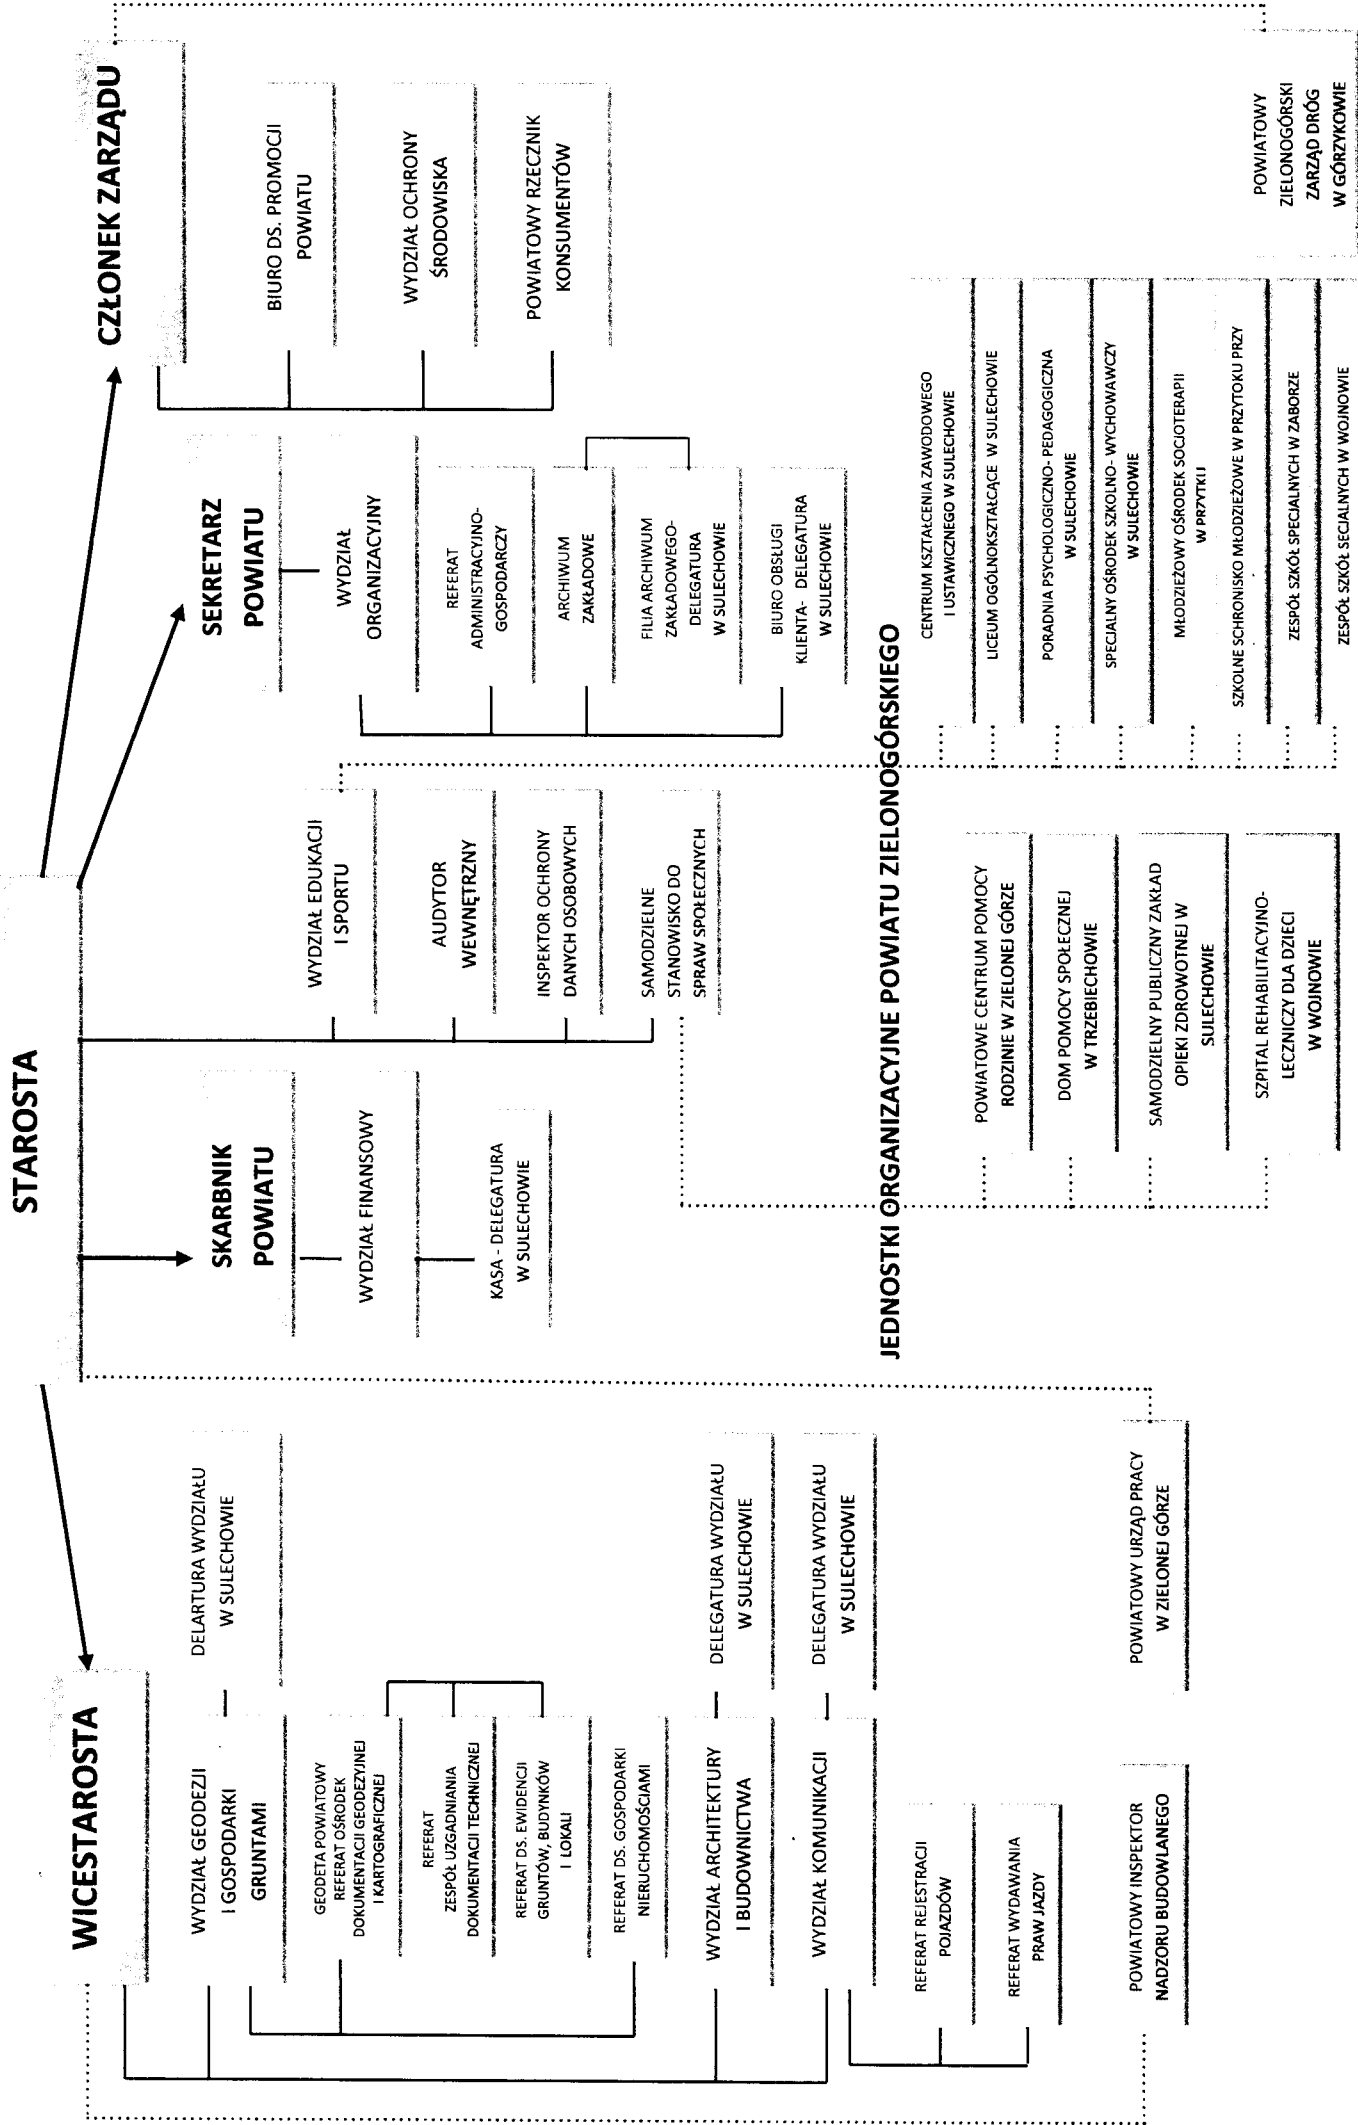 STAROSTA
WICESTAROSTA
WYDZIAŁ GEODEZJI
I GOSPODARKI
GRUNTAMI
DELARTURA WYDZIAŁU
W SULECHOWIE
GEODETA POWIATOWY
REFERAT OŚRODEK
DOKUMENTACJI GEODEZYJNEJ
I KARTOGRAFICZNEJ
REFERAT
ZESPÓŁ UZGADNIANIA
DOKUMENTACJI TECHNICZNEJ
REFERAT DS. EWIDENCJI
GRUNTÓW, BUDYNKÓW
I LOKALI
REFERAT DS. GOSPODARKI
NIERUCHOMOŚCIAMI
WYDZIAŁ ARCHITEKTURY
I BUDOWNICTWA
DELEGATURA WYDZIAŁU
W SULECHOWIE
WYDZIAŁ KOMUNIKACJI
DELEGATURA WYDZIAŁU
W SULECHOWIE
REFERAT REJESTRACJI
POJAZDÓW
REFERAT WYDAWANIA
PRAW JAZDY
POWIATOWY INSPEKTOR
NADZORU BUDOWLANEGO
POWIATOWY URZĄD PRACY
W ZIELONEJ GÓRZE
SKARBNIK
POWIATU
WYDZIAŁ FINANSOWY
KASA - DELEGATURA
W SULECHOWIE
WYDZIAŁ EDUKACJI
I SPORTU
AUDYTOR
WEWNĘTRZNY
INSPEKTOR OCHRONY
DANYCH OSOBOWYCH
SAMODZIELNE
STANOWISKO DO
SPRAW SPOŁECZNYCH
SEKRETARZ
POWIATU
WYDZIAŁ
ORGANIZACYJNY
REFERAT
ADMINISTRACYJNO-
GOSPODARCZY
ARCHIWUM
ZAKŁADOWE
FILIA ARCHIWUM
ZAKŁADOWEGO-
DELEGATURA
W SULECHOWIE
BIURO OBSŁUGI
KLIENTA- DELEGATURA
W SULECHOWIE
CZŁONEK ZARZĄDU
BIURO DS. PROMOCJI
POWIATU
WYDZIAŁ OCHRONY
ŚRODOWISKA
POWIATOWY RZECZNIK
KONSUMENTÓW
JEDNOSTKI ORGANIZACYJNE POWIATU ZIELONOGÓRSKIEGO
POWIATOWE CENTRUM POMOCY
RODZINIE W ZIELONEJ GÓRZE
DOM POMOCY SPOŁECZNEJ
W TRZEBIECHOWIE
SAMODZIELNY PUBLICZNY ZAKŁAD
OPIEKI ZDROWOTNEJ W
SULECHOWIE
SZPITAL REHABILITACYJNO-
LECZNICZY DLA DZIECI
W WOJNOWIE
CENTRUM KSZTAŁCENIA ZAWODOWEGO
I USTAWICZNEGO W SULECHOWIE
LICEUM OGÓLNOKSZTAŁCĄCE W SULECHOWIE
PORADNIA PSYCHOLOGICZNO- PEDAGOGICZNA
W SULECHOWIE
SPECJALNY OŚRODEK SZKOLNO- WYCHOWAWCZY
W SULECHOWIE
MŁODZIEŻOWY OŚRODEK SOCJOTERAPII
W
SZKOLNE SCHRONISKO MŁODZIEŻOWE W PRZYTOKU PRZY
ZESPÓŁ SZKÓŁ SPECJALNYCH W ZABORZE
ZESPÓŁ SZKÓŁ SECJALNYCH W WOJNOWIE
POWIATOWY
ZIELONOGÓRSKI
ZARZĄD DRÓG
W GÓRZYKOWIE